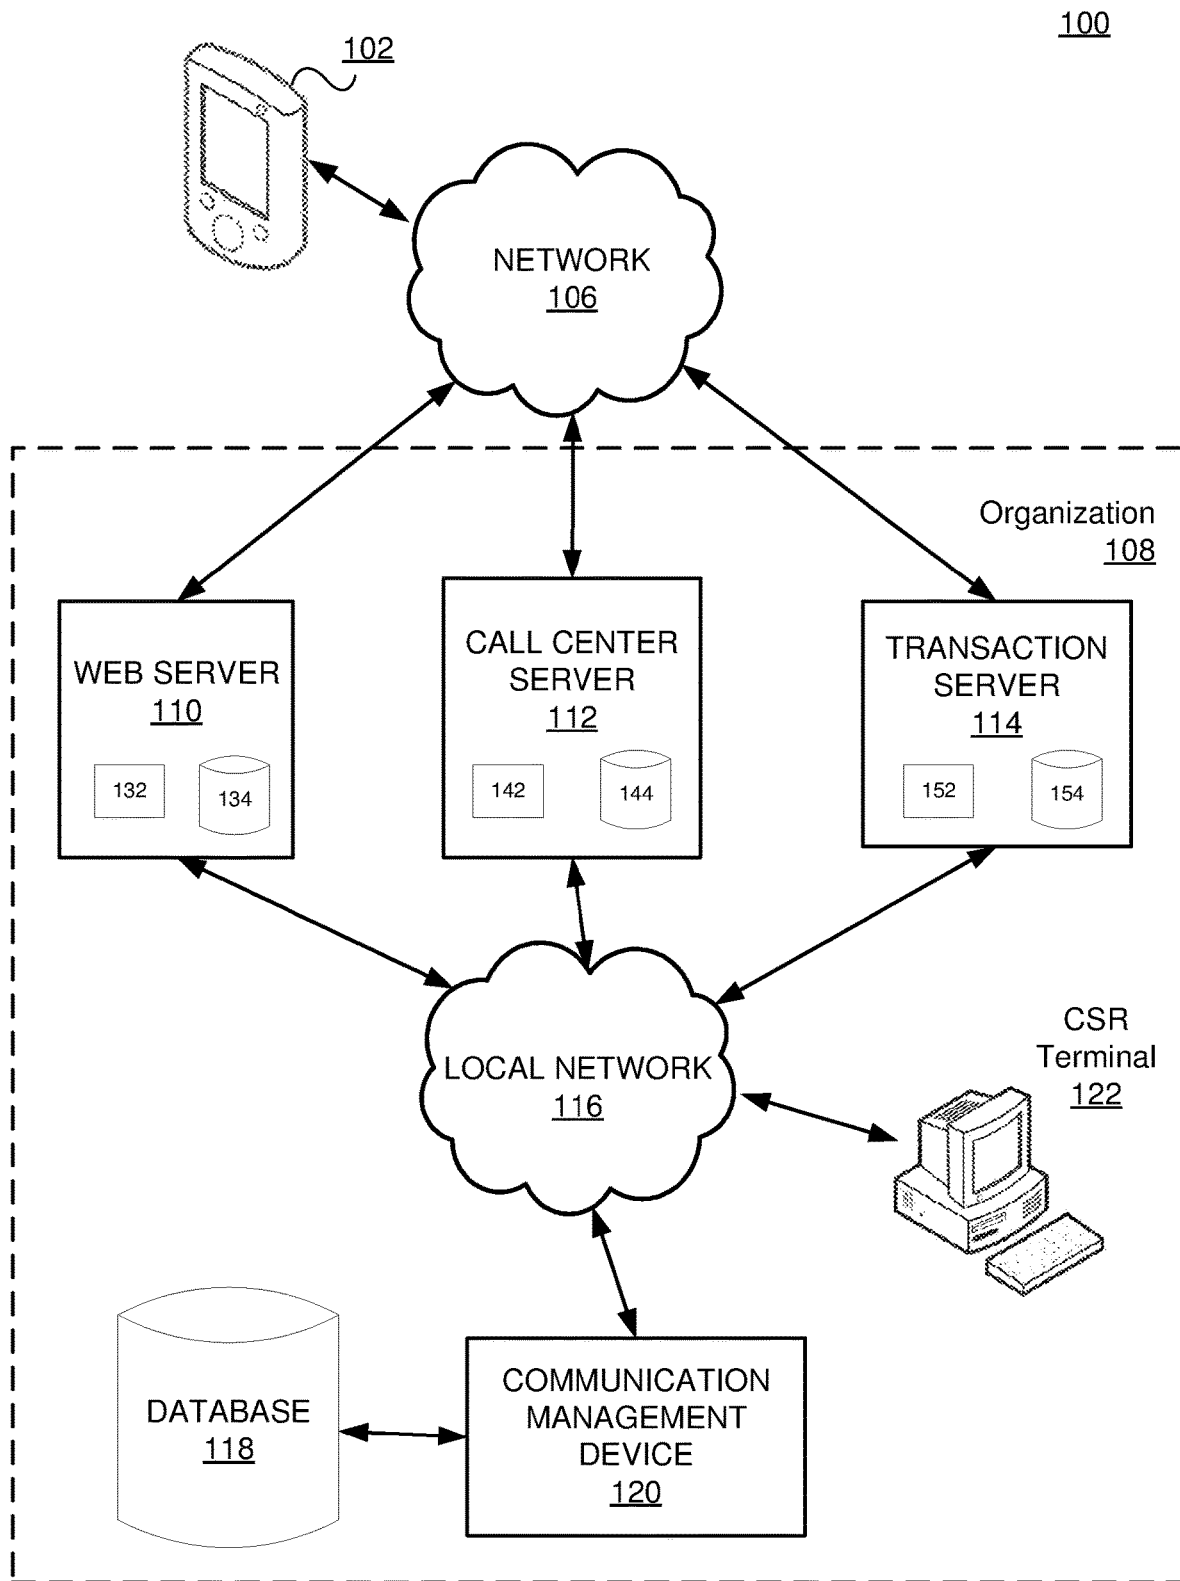 100
102
NETWORK
106
Organization
108
WEB SERVER
110
132
134
CALL CENTER
SERVER
112
142
144
TRANSACTION
SERVER
114
152
154
LOCAL NETWORK
116
CSR
Terminal
122
DATABASE
118
COMMUNICATION
MANAGEMENT
DEVICE
120